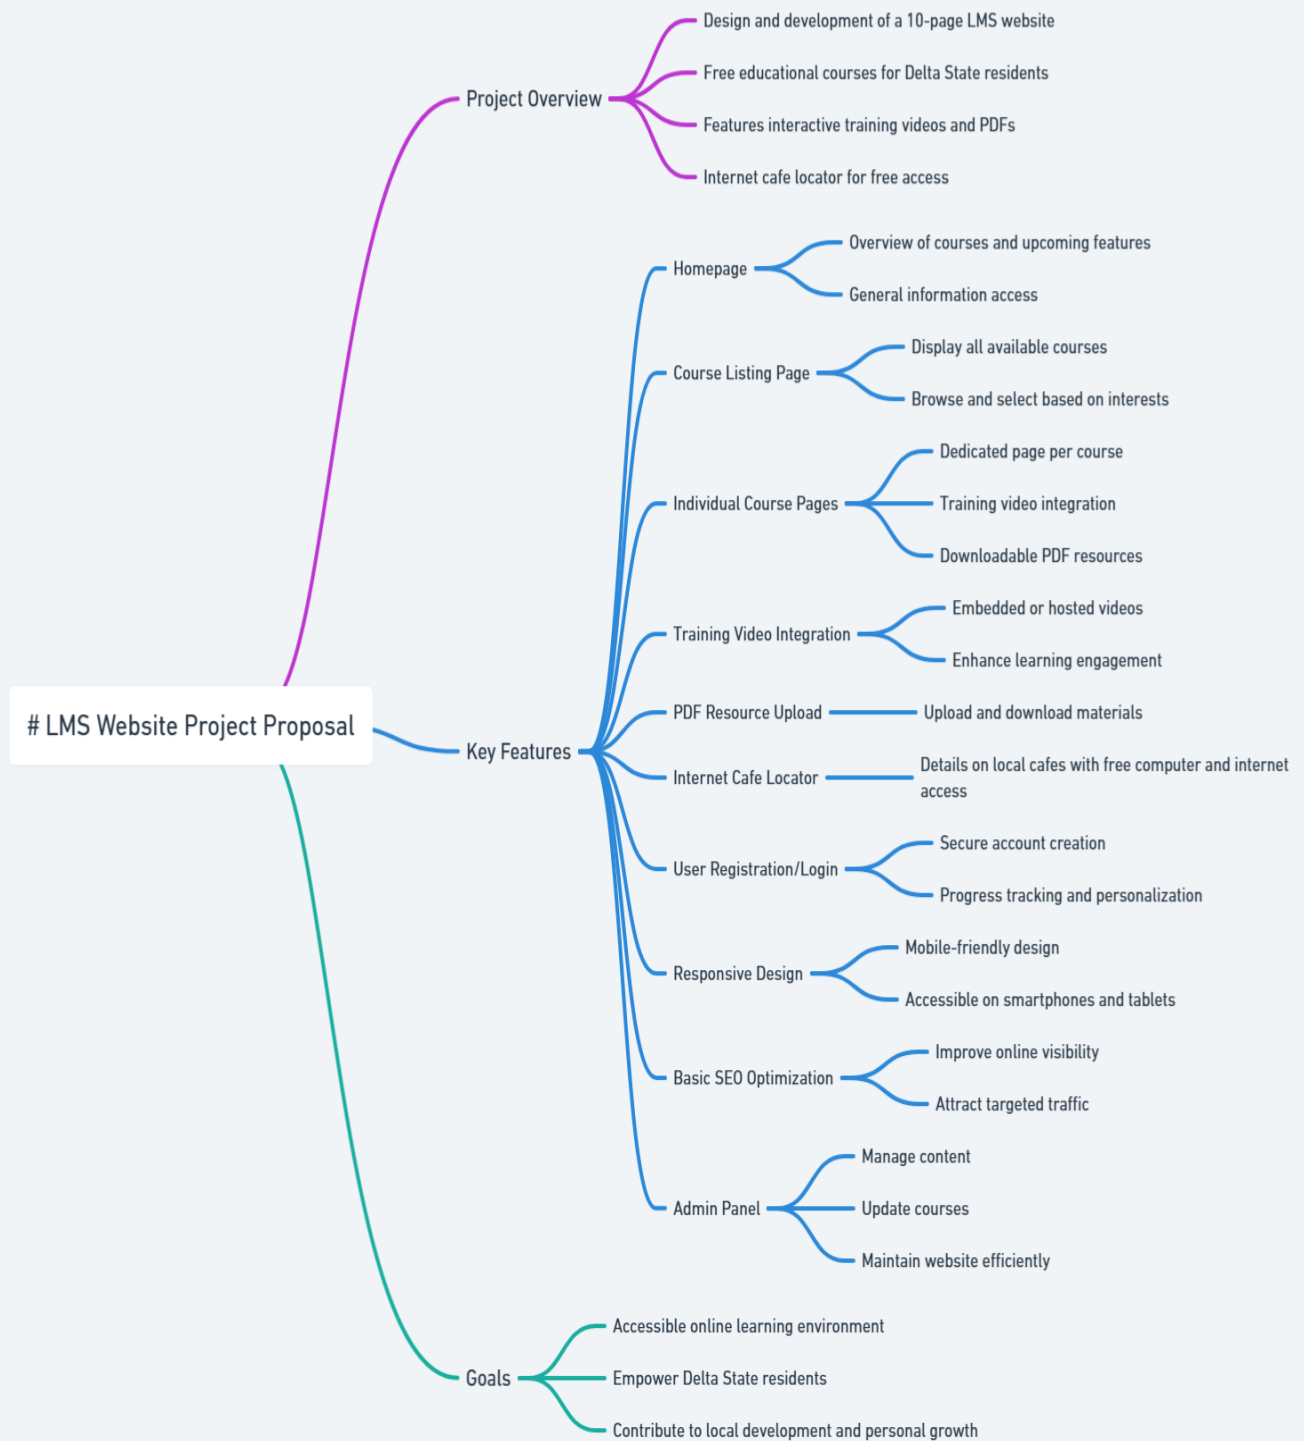 Design and development of a 10-page LMS website
Free educational courses for Delta State residents
Project Overview
Features interactive training videos and PDFs
Internet cafe locator for free access
Overview of courses and upcoming features
Homepage
General information access
Display all available courses
Course Listing Page
Browse and select based on interests
Dedicated page per course
Individual Course Pages
Training video integration
Downloadable PDF resources
Embedded or hosted videos
Training Video Integration
Enhance learning engagement
# LMS Website Project Proposal
PDF Resource Upload
Upload and download materials
Key Features
Internet Cafe Locator
Details on local cafes with free computer and internet
access
Secure account creation
User Registration/Login
Progress tracking and personalization
Mobile-friendly design
Responsive Design
Accessible on smartphones and tablets
Improve online visibility
Basic SEO Optimization
Attract targeted traffic
Manage content
Admin Panel
Update courses
Maintain website efficiently
Accessible online learning environment
Goals
Empower Delta State residents
Contribute to local development and personal growth